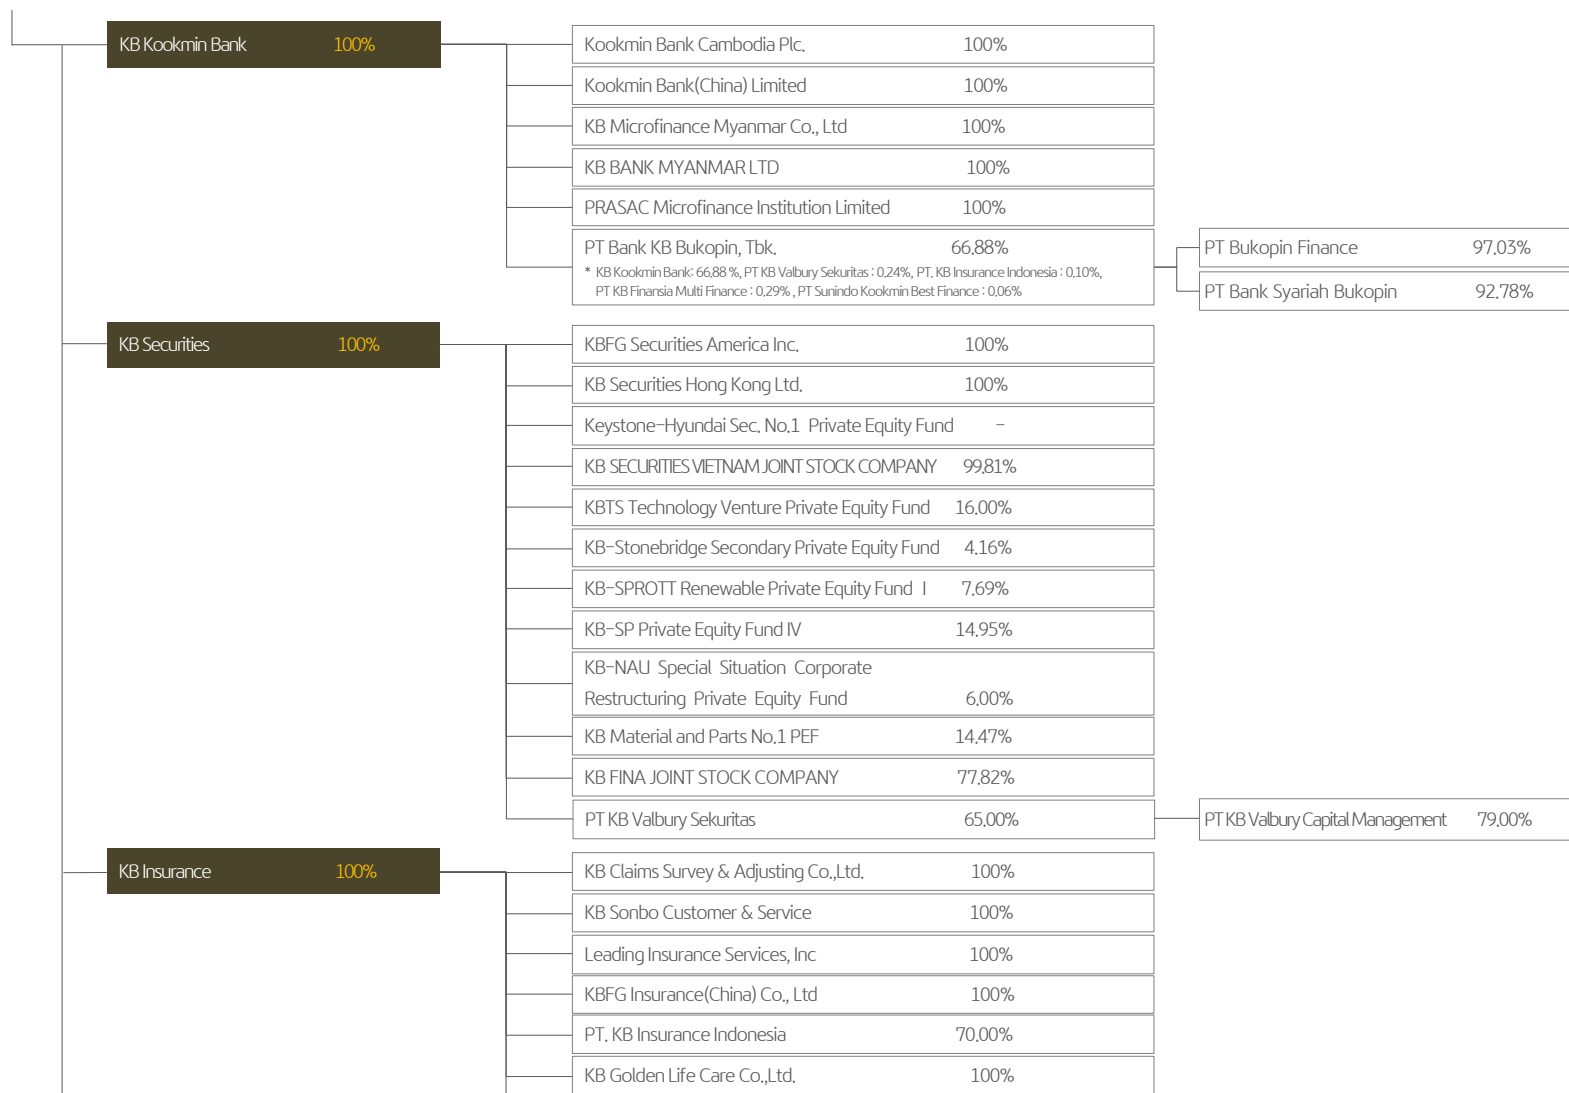 KB Kookmin Bank 100%
Kookmin Bank Cambodia Plc. 100%
Kookmin Bank(China) Limited 100%
KB Microfinance Myanmar Co., Ltd 100%
KB BANK MYANMAR LTD 100%
PRASAC Microfinance Institution Limited 100%
PT Bank KB Bukopin, Tbk. 66.88%
* KB Kookmin Bank: 66.88 %, PT KB Valbury Sekuritas : 0.24%, PT. KB Insurance Indonesia : 0.10%,
PT KB Finansia Multi Finance : 0.29% , PT Sunindo Kookmin Best Finance : 0.06%
PT Bukopin Finance 97.03%
PT Bank Syariah Bukopin 92.78%
KB Securities 100%
KBFG Securities America Inc. 100%
KB Securities Hong Kong Ltd. 100%
Keystone-Hyundai Sec. No.1 Private Equity Fund -
KB SECURITIES VIETNAM JOINT STOCK COMPANY 99.81%
KBTS Technology Venture Private Equity Fund 16.00%
KB-Stonebridge Secondary Private Equity Fund 4.16%
KB-SPROTT Renewable Private Equity Fund I 7.69%
KB-SP Private Equity Fund IV 14.95%
KB-NAU Special Situation Corporate
Restructuring Private Equity Fund 6.00%
KB Material and Parts No.1 PEF 14.47%
KB FINA JOINT STOCK COMPANY 77.82%
PT KB Valbury Sekuritas 65.00%
PT KB Valbury Capital Management 79.00%
KB Insurance 100%
KB Claims Survey & Adjusting Co.,Ltd. 100%
KB Sonbo Customer & Service 100%
Leading Insurance Services, Inc 100%
KBFG Insurance(China) Co., Ltd 100%
PT. KB Insurance Indonesia 70.00%
KB Golden Life Care Co.,Ltd. 100%